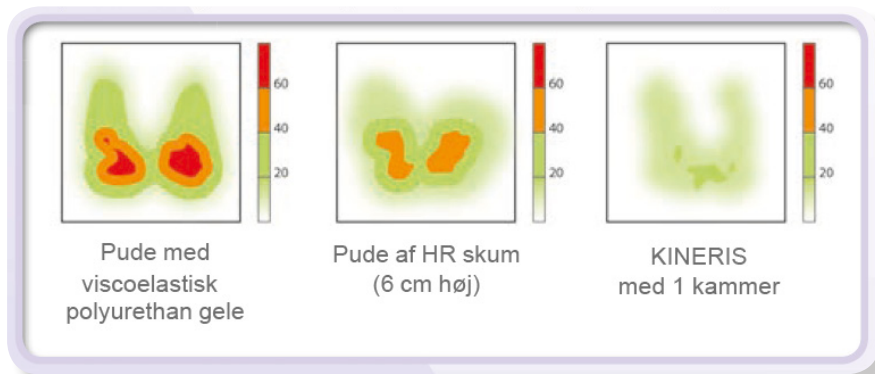 60
40
20
60
40
20
60
40
20
Pude med
viscoelastisk
polyurethan gele
Pude af HR skum
(6 cm høj)
KINERIS
med 1 kammer